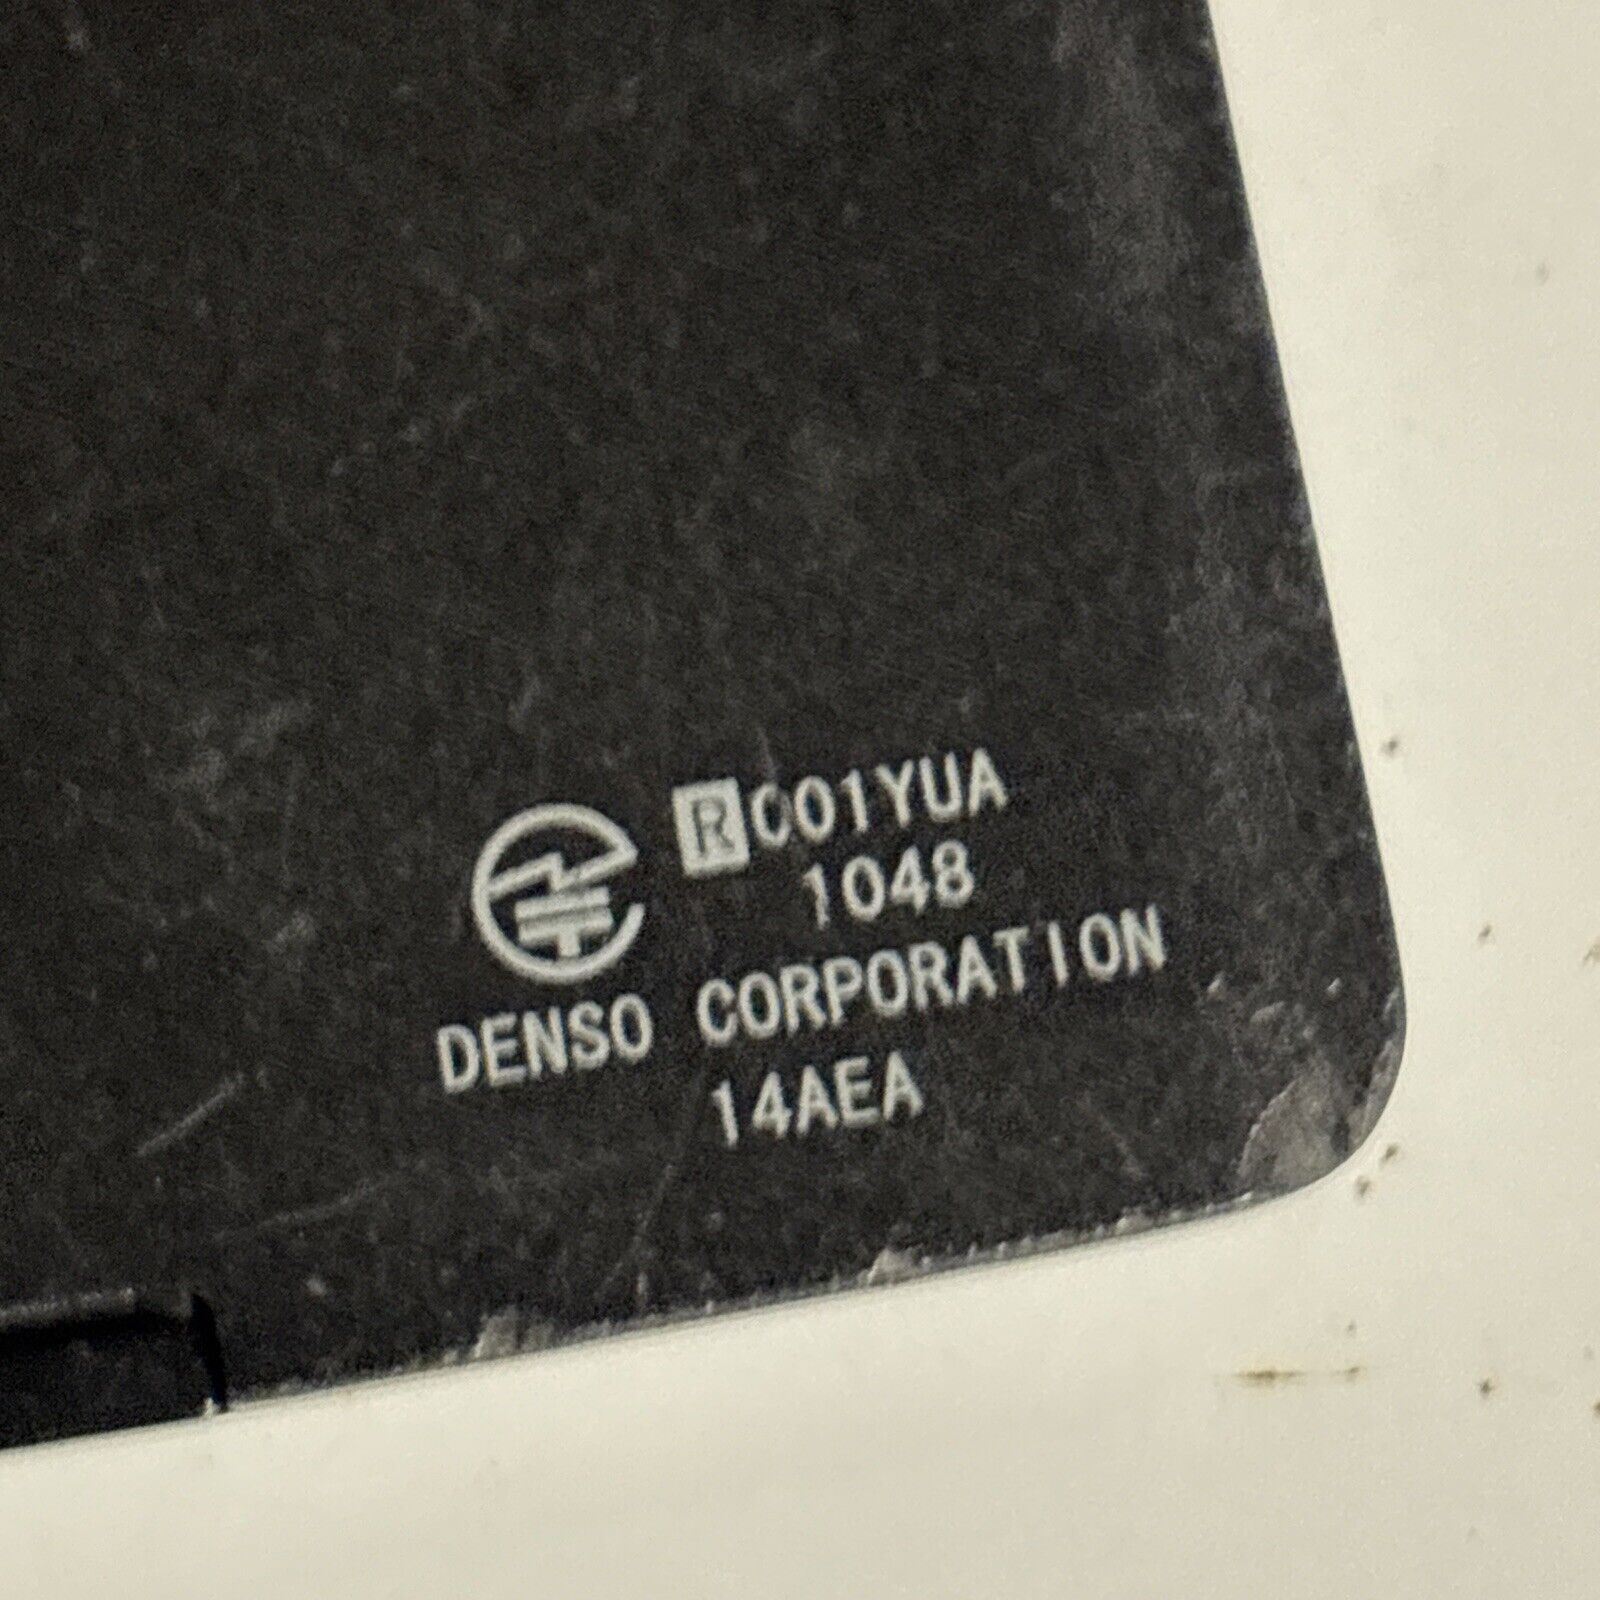 R 001YUA
1048
DENSO CORPORATION
14AEA